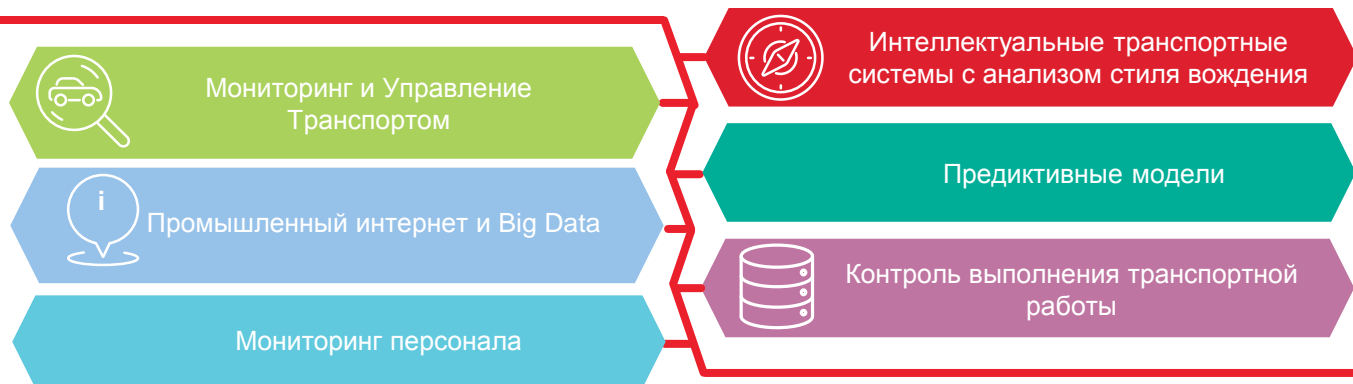 Мониторинг и Управление
Транспортом
i
Промышленный интернет и Big Data
Мониторинг персонала
Интеллектуальные транспортные
системы с анализом стиля вождения
Предиктивные модели
Контроль выполнения транспортной
работы